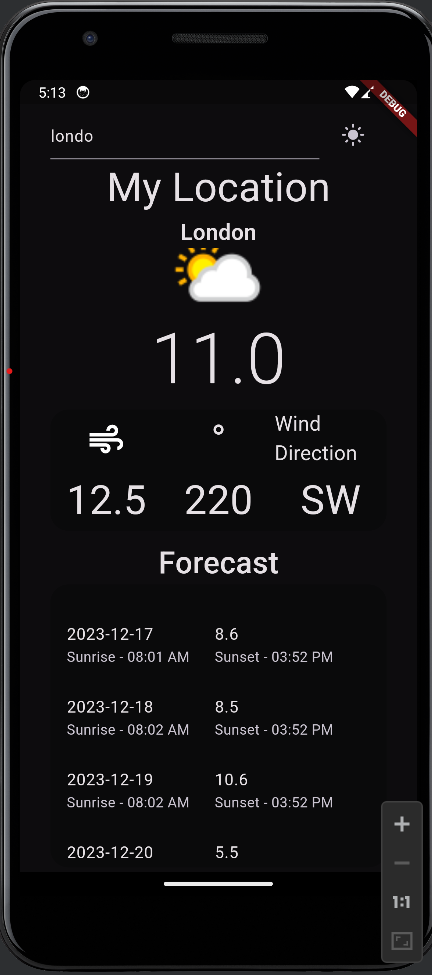 5:13
DEBUG
londo
My Location
London
11.0
° Wind
Direction
12.5 220 SW
Forecast
2023-12-17 8.6
Sunrise - 08:01 AM Sunset - 03:52 PM
2023-12-18 8.5
Sunrise - 08:02 AM Sunset - 03:52 PM
2023-12-19 10.6
Sunrise - 08:02 AM Sunset - 03:52 PM
2023-12-20 5.5
1:1